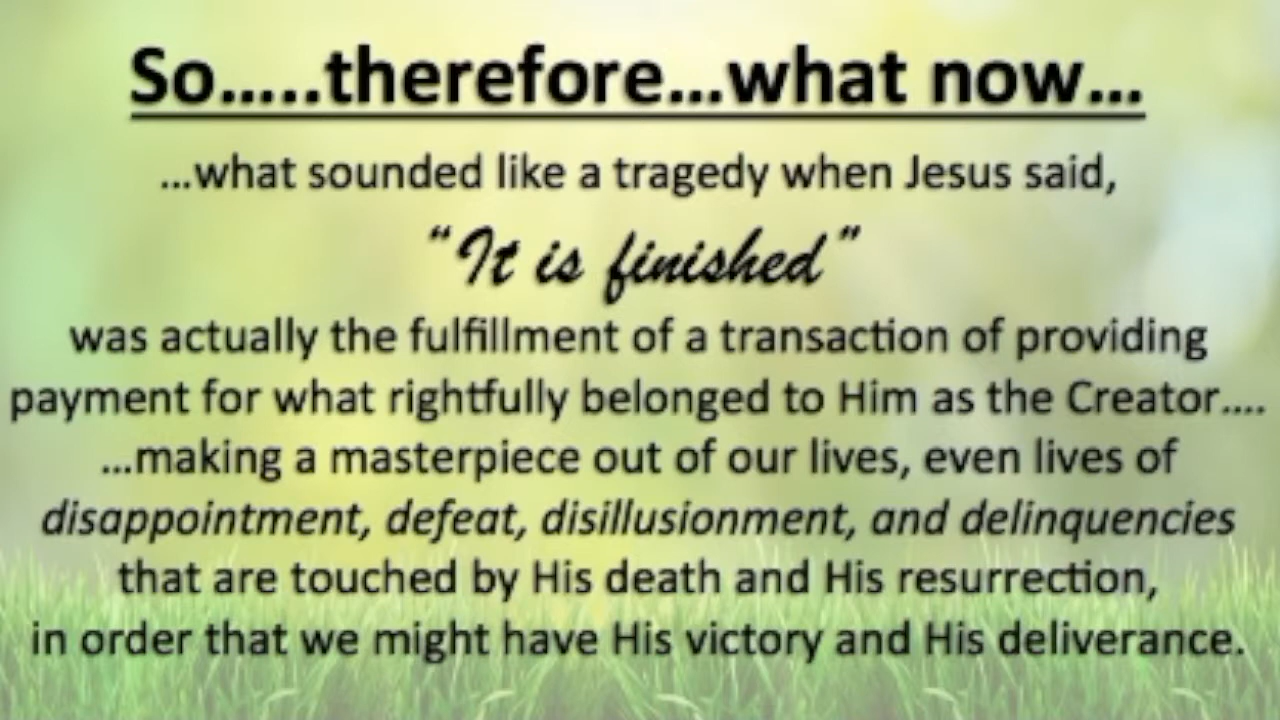 So.....therefore...what now...
...what sounded like a tragedy when Jesus said,
“It is finished”
was actually the fulfillment of a transaction of providing
payment for what rightfully belonged to Him as the Creator....
...making a masterpiece out of our lives, even lives of
disappointment, defeat, disillusionment, and delinquencies
that are touched by His death and His resurrection,
in order that we might have His victory and His deliverance.